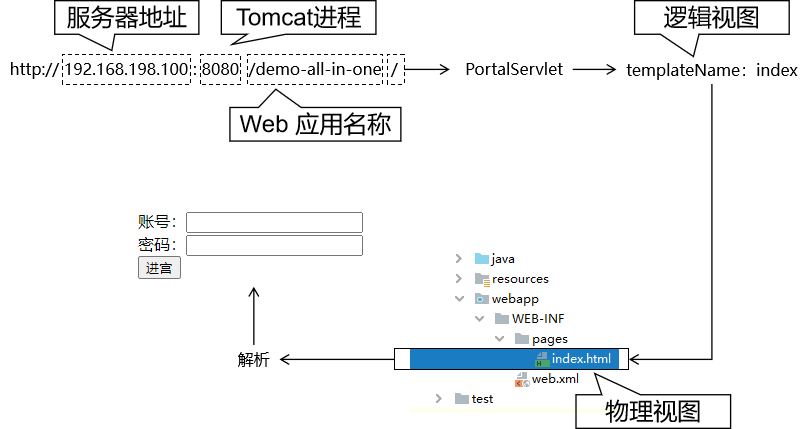 服务器地址
Tomcat进程
逻辑视图
http://192.168.198.100:8080/demo-all-in-one/
PortalServlet
templateName：index
Web 应用名称
账号：
密码：
进宫
java
resources
webapp
WEB-INF
pages
index.html
解析
web.xml
test
物理视图